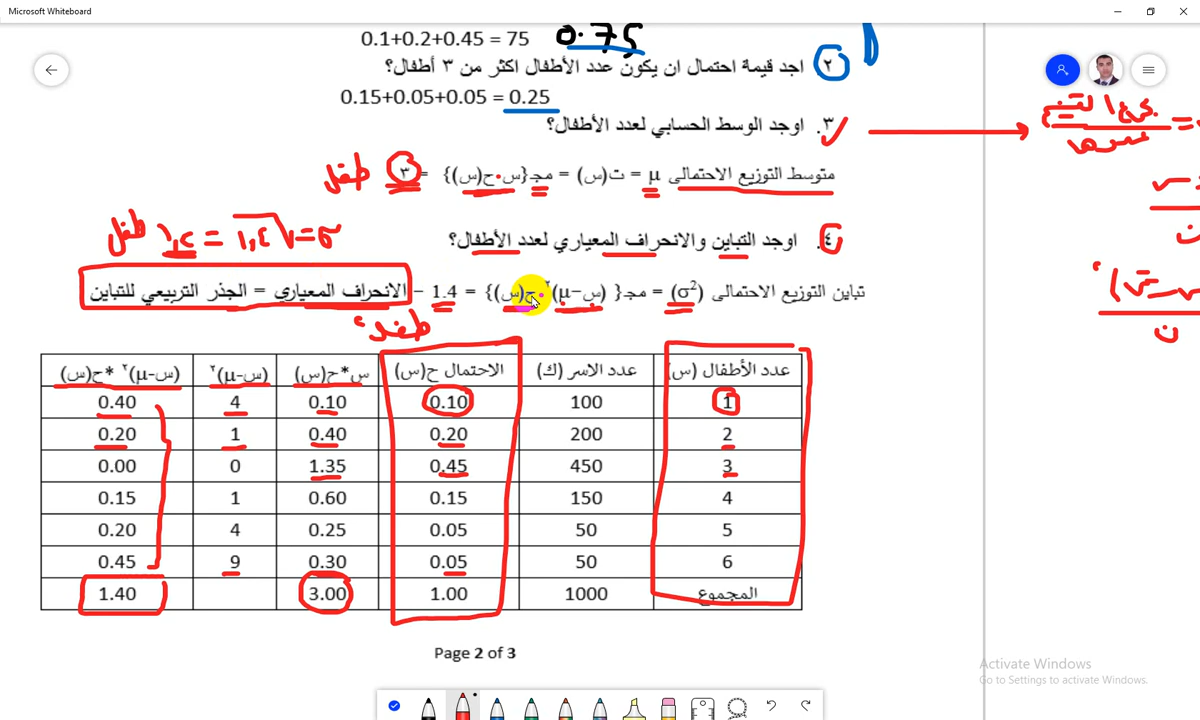 Microsoft Whiteboard
0.1+0.2+0.45 = 75 0.75
٢ اجد قيمة احتمال ان يكون عدد الأطفال اكثر من ٣ أطفال؟
0.15+0.05+0.05 = 0.25
٣. اوجد الوسط الحسابي لعدد الأطفال؟
متوسط التوزيع الاحتمالى μ = ت(س) = مجـ{س•ح(س)} = ٣ طفل
٤. اوجد التباين والانحراف المعياري لعدد الأطفال؟
σ = √١,٤ = ١,٢ طفل
تباين التوزيع الاحتمالى (σ²) = مجـ{ (س−μ)²•ح(س)} = 1.4 – الانحراف المعياري = الجذر التربيعي للتباين
طفل²
عدد الأطفال (س) عدد الاسر (ك) الاحتمال ح(س) س*ح(س) (س-μ)² (س-μ)² *ح(س)
1 100 0.10 0.10 4 0.40
2 200 0.20 0.40 1 0.20
3 450 0.45 1.35 0 0.00
4 150 0.15 0.60 1 0.15
5 50 0.05 0.25 4 0.20
6 50 0.05 0.30 9 0.45
المجموع 1000 1.00 3.00 1.40
Page 2 of 3
Activate Windows
Go to Settings to activate Windows.